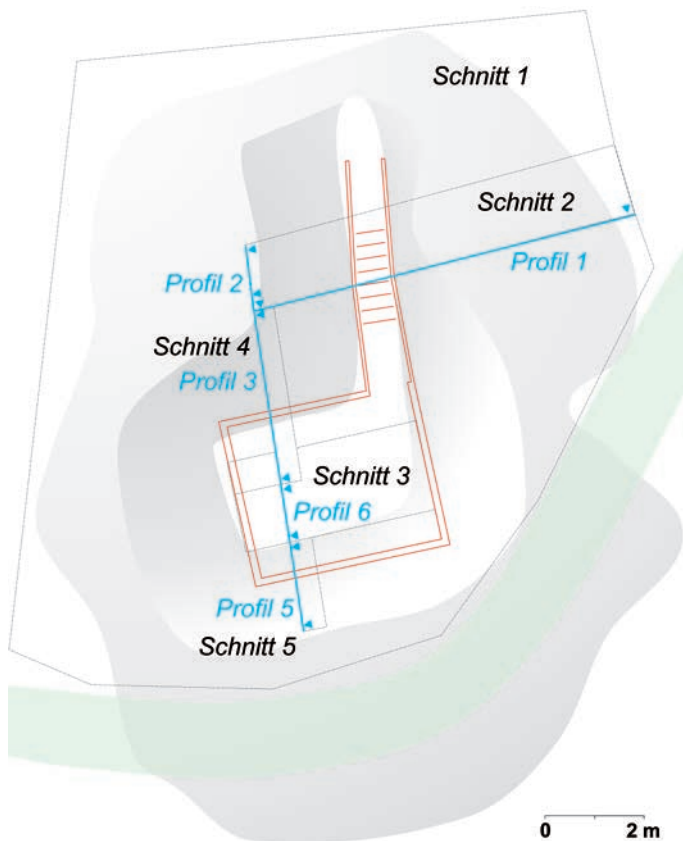 Schnitt 1
Schnitt 2
Profil 1
Profil 2
Schnitt 4
Profil 3
Schnitt 3
Profil 6
Profil 5
Schnitt 5
0 2 m